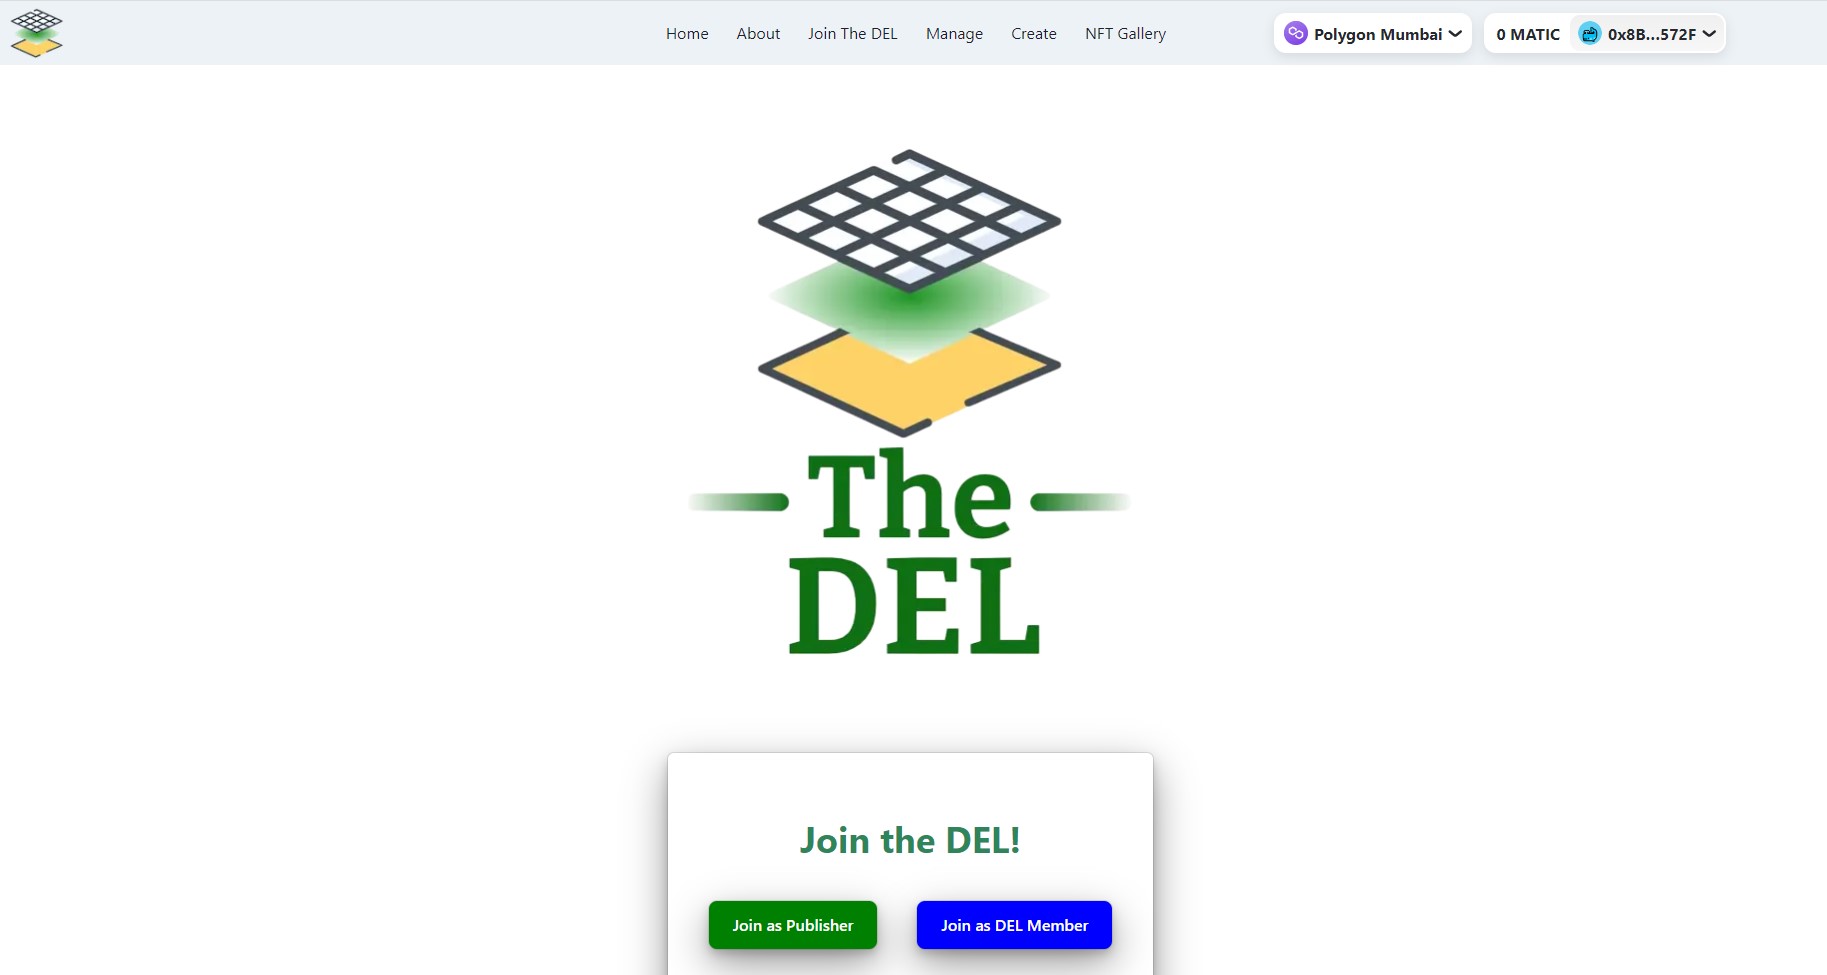 Home About Join The DEL Manage Create NFT Gallery Polygon Mumbai 0 MATIC 0x8B...572F
The
DEL
Join the DEL!
Join as Publisher Join as DEL Member